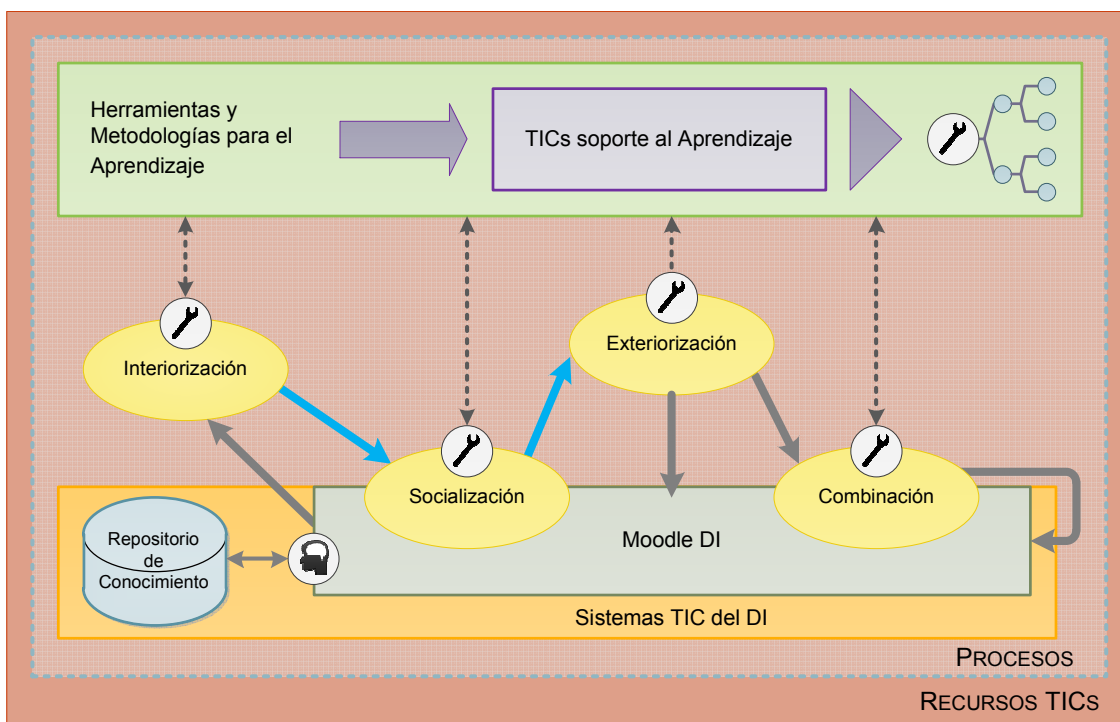 Herramientas y
Metodologías para el
Aprendizaje
TICs soporte al Aprendizaje
Interiorización
Exteriorización
Socialización
Combinación
Repositorio
de
Conocimiento
Moodle DI
Sistemas TIC del DI
PROCESOS
RECURSOS TICS